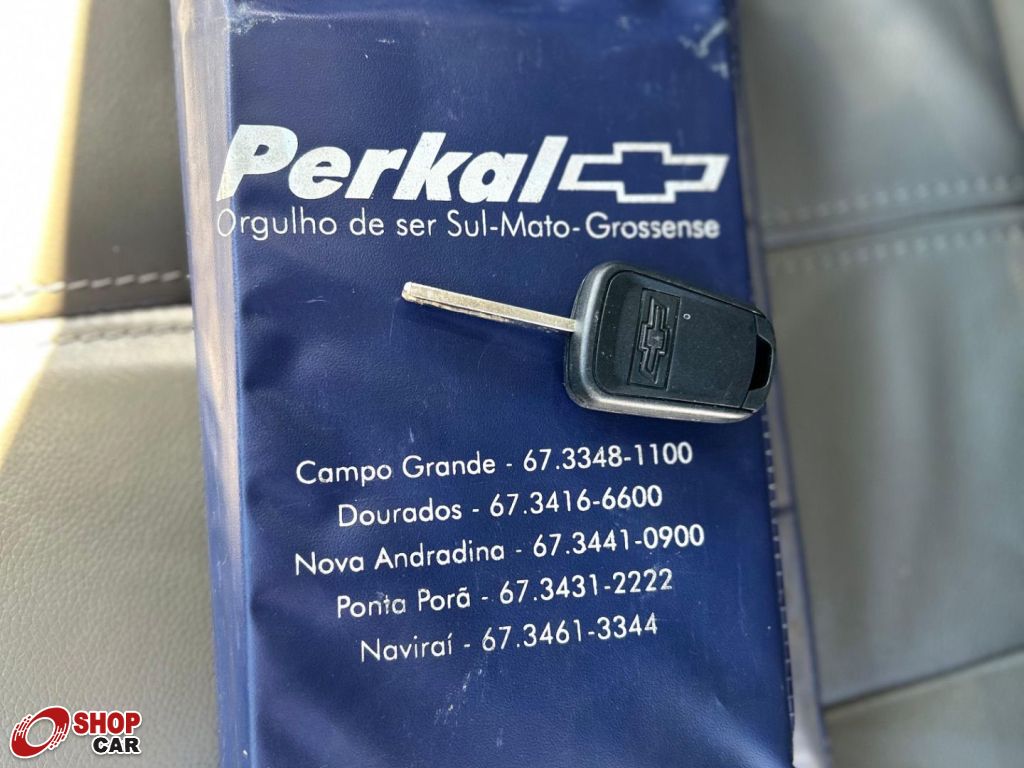 Perkal
Orgulho de ser Sul-Mato-Grossense
Campo Grande - 67.3348-1100
Dourados - 67.3416-6600
Nova Andradina - 67.3441-0900
Ponta Porã - 67.3431-2222
Naviraí - 67.3461-3344
SHOP
CAR